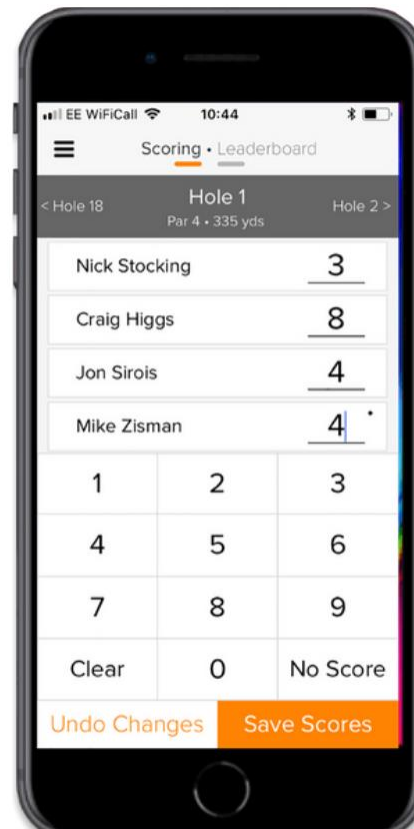 EE WiFiCall 10:44
Scoring • Leaderboard
< Hole 18 Hole 1 Hole 2 >
Par 4 • 335 yds
Nick Stocking 3
Craig Higgs 8
Jon Sirois 4
Mike Zisman 4 •
1 2 3
4 5 6
7 8 9
Clear 0 No Score
Undo Changes Save Scores